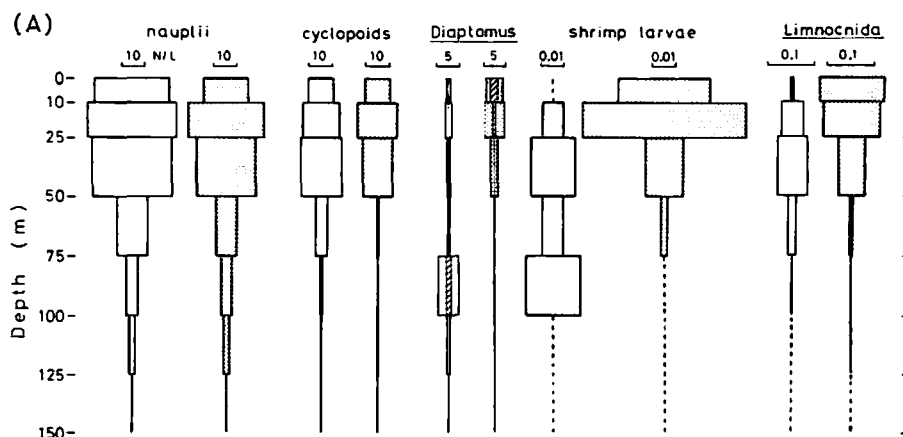 (A)
nauplii cyclopoids Diaptomus shrimp larvae Limnocnida
10 N/L 10 10 10 5 5 0.01 0.01 0.1 0.1
0
10
25
50
75
100
125
150
Depth (m)